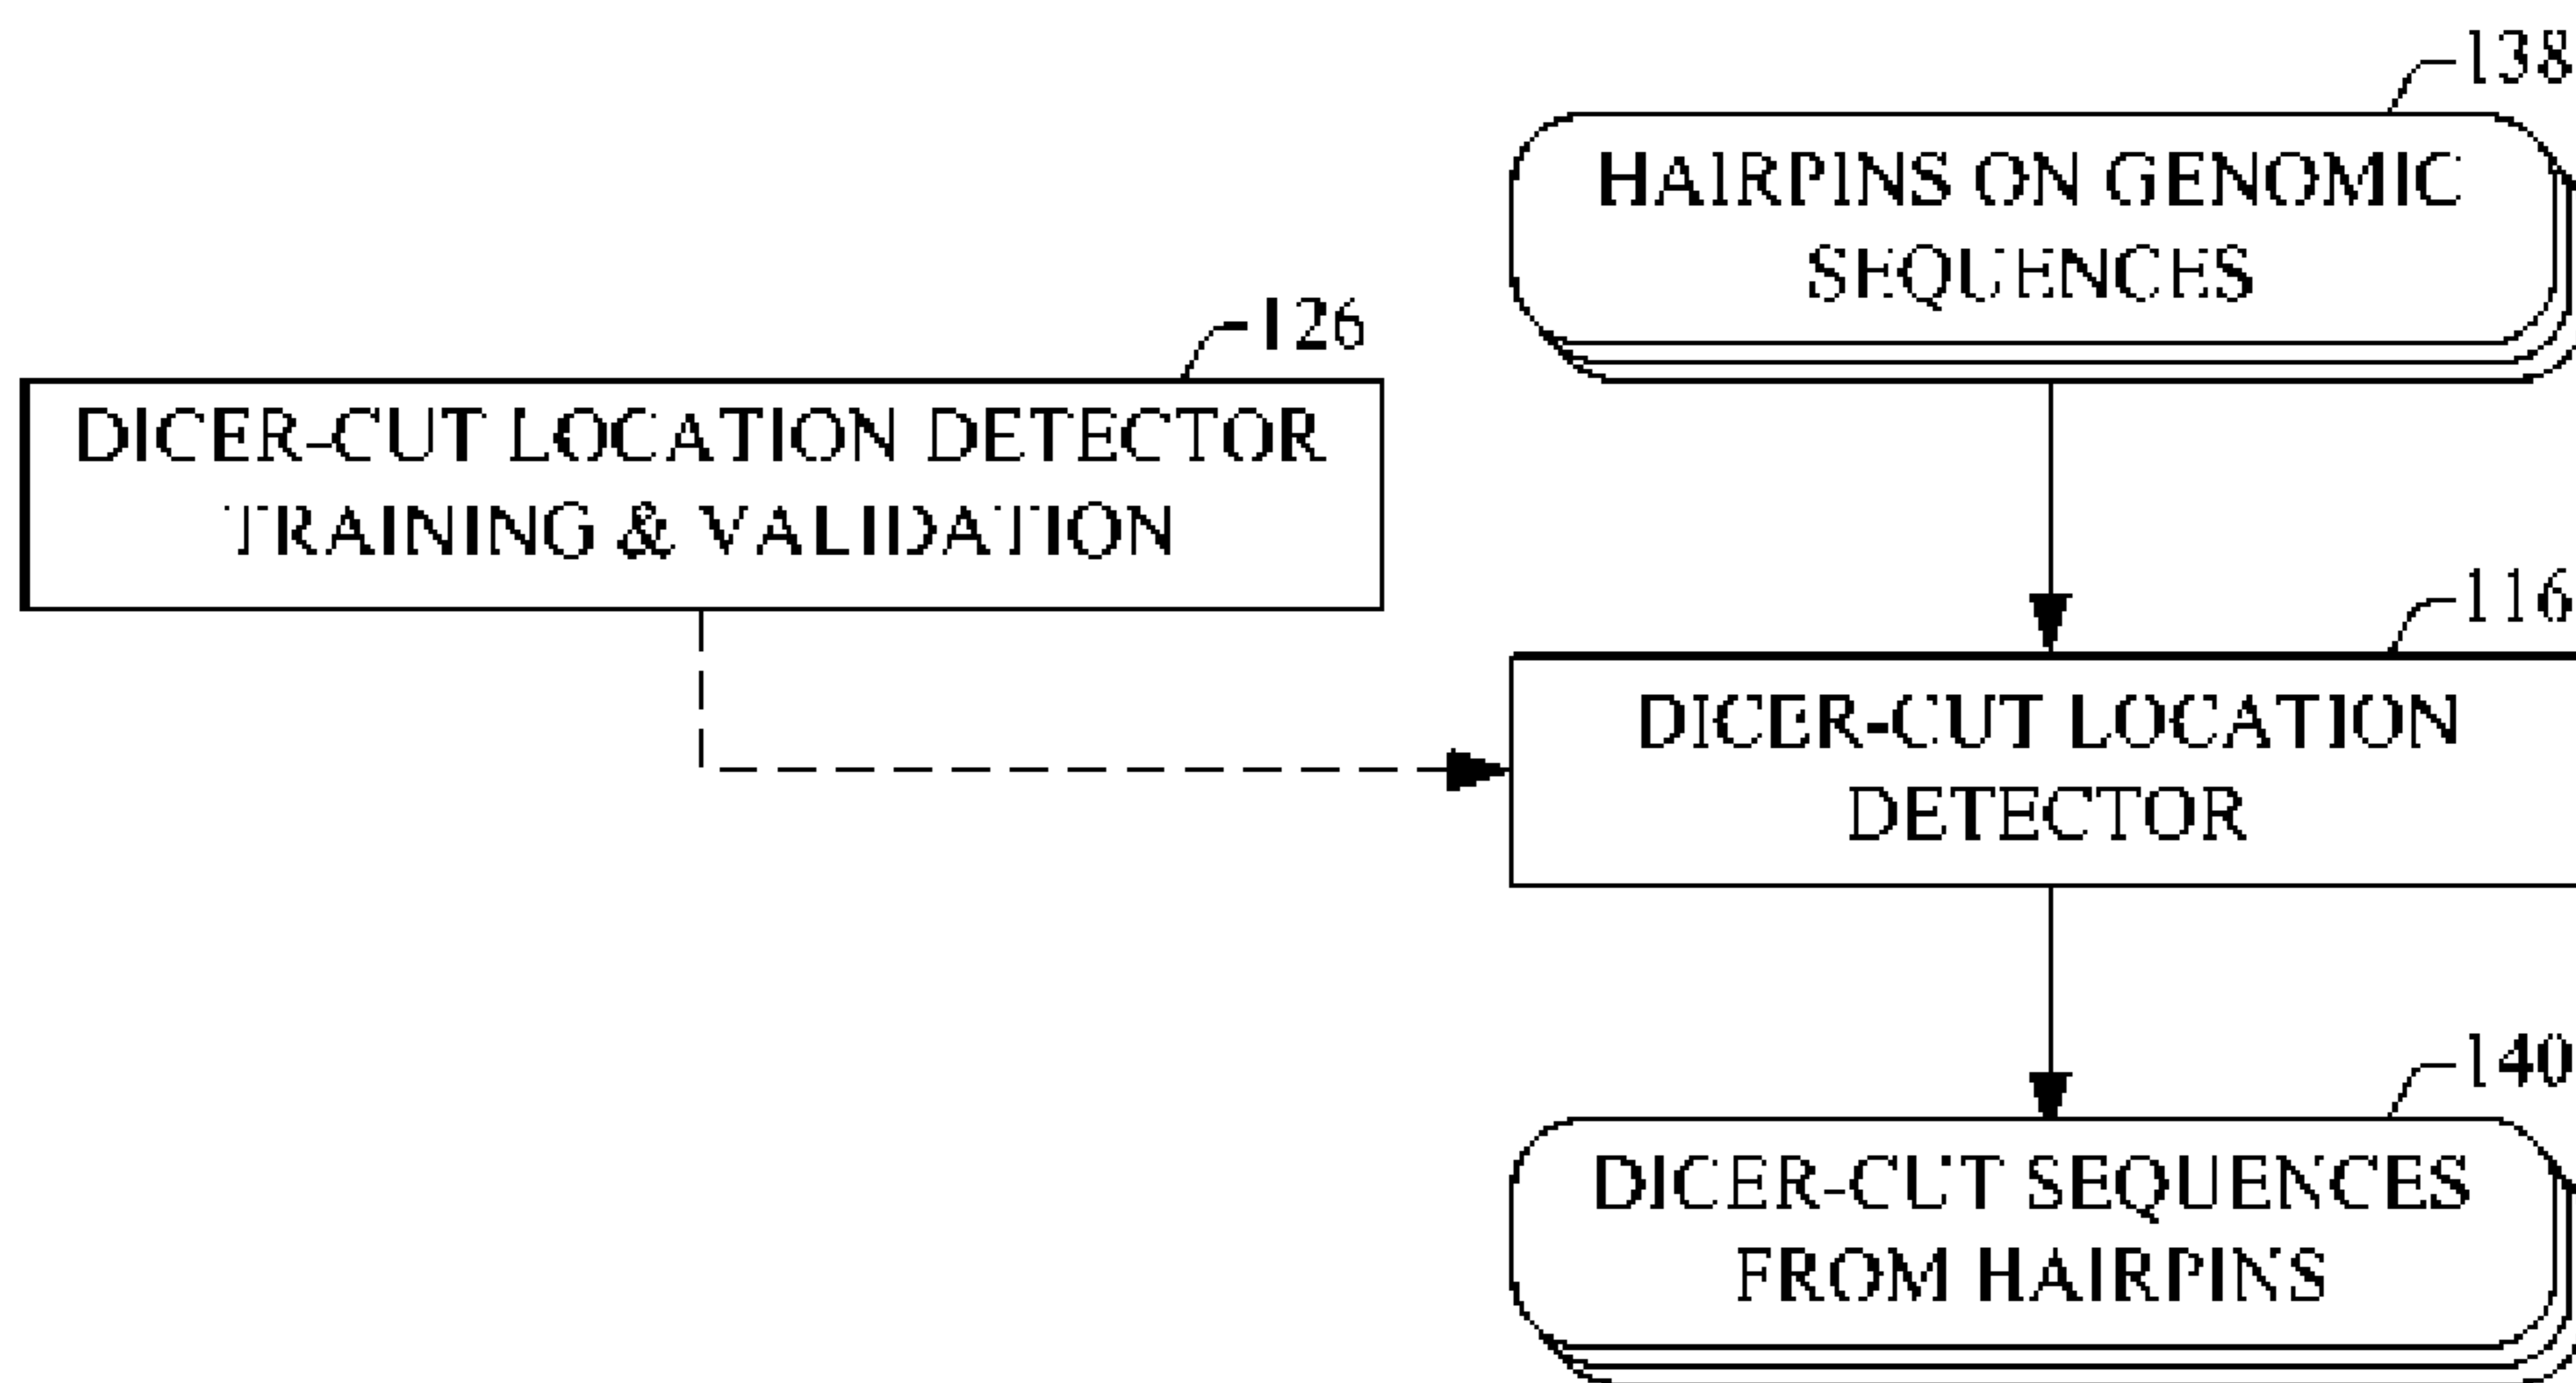 138
HAIRPINS ON GENOMIC
SEQUENCES
126
DICER-CUT LOCATION DETECTOR
TRAINING & VALIDATION
116
DICER-CUT LOCATION
DETECTOR
140
DICER-CUT SEQUENCES
FROM HAIRPINS